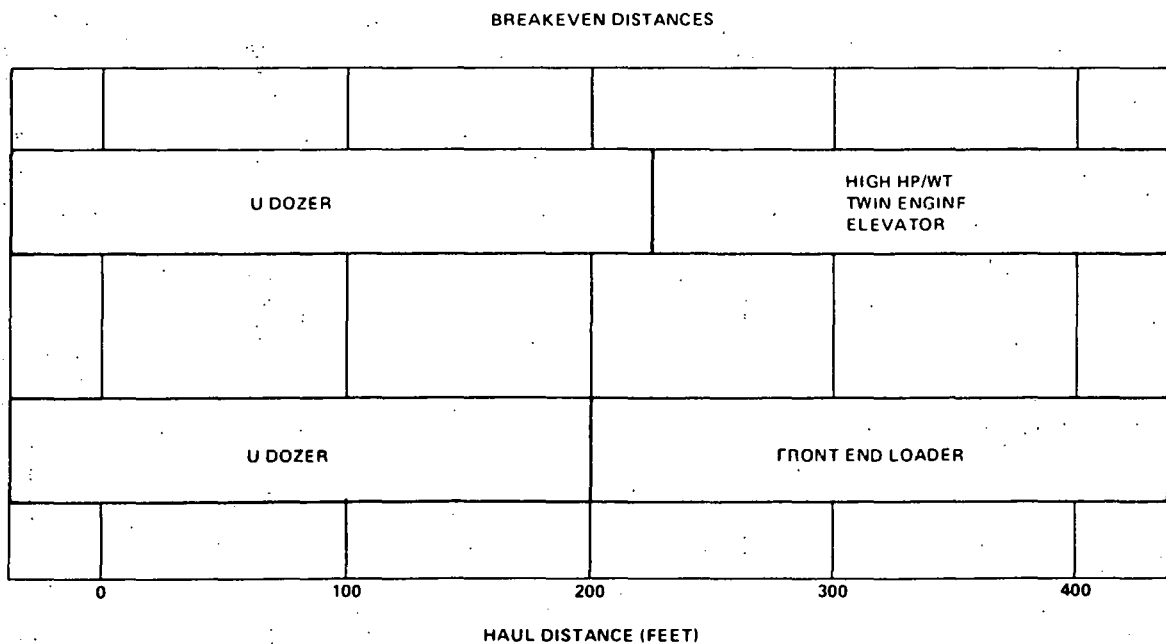 BREAKEVEN DISTANCES
U DOZER
HIGH HP/WT
TWIN ENGINE
ELEVATOR
U DOZER
FRONT END LOADER
0 100 200 300 400
HAUL DISTANCE (FEET)